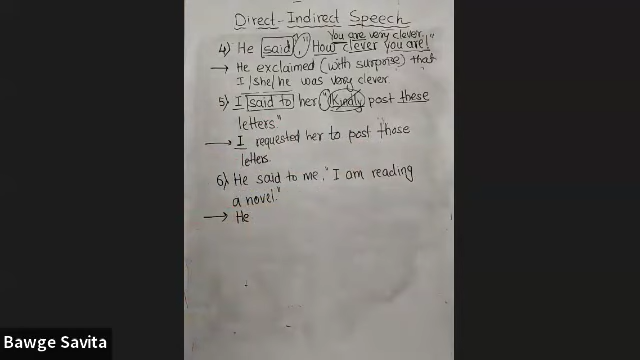 Direct-Indirect Speech
You are very clever
4) He said, "How clever you are!"
→ He exclaimed (with surprise) that
I/she/he was very clever
5) I said to her, "Kindly post these
letters."
→ I requested her to post those
letters.
6) He said to me, "I am reading
a novel."
→ He
Bawge Savita